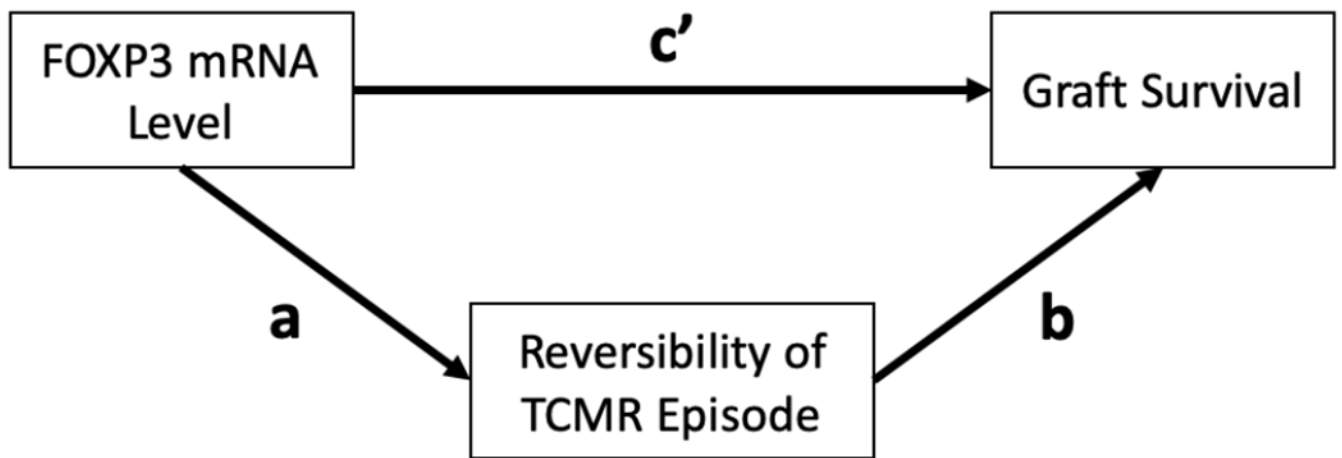 FOXP3 mRNA
Level
c’
Graft Survival
a
b
Reversibility of
TCMR Episode